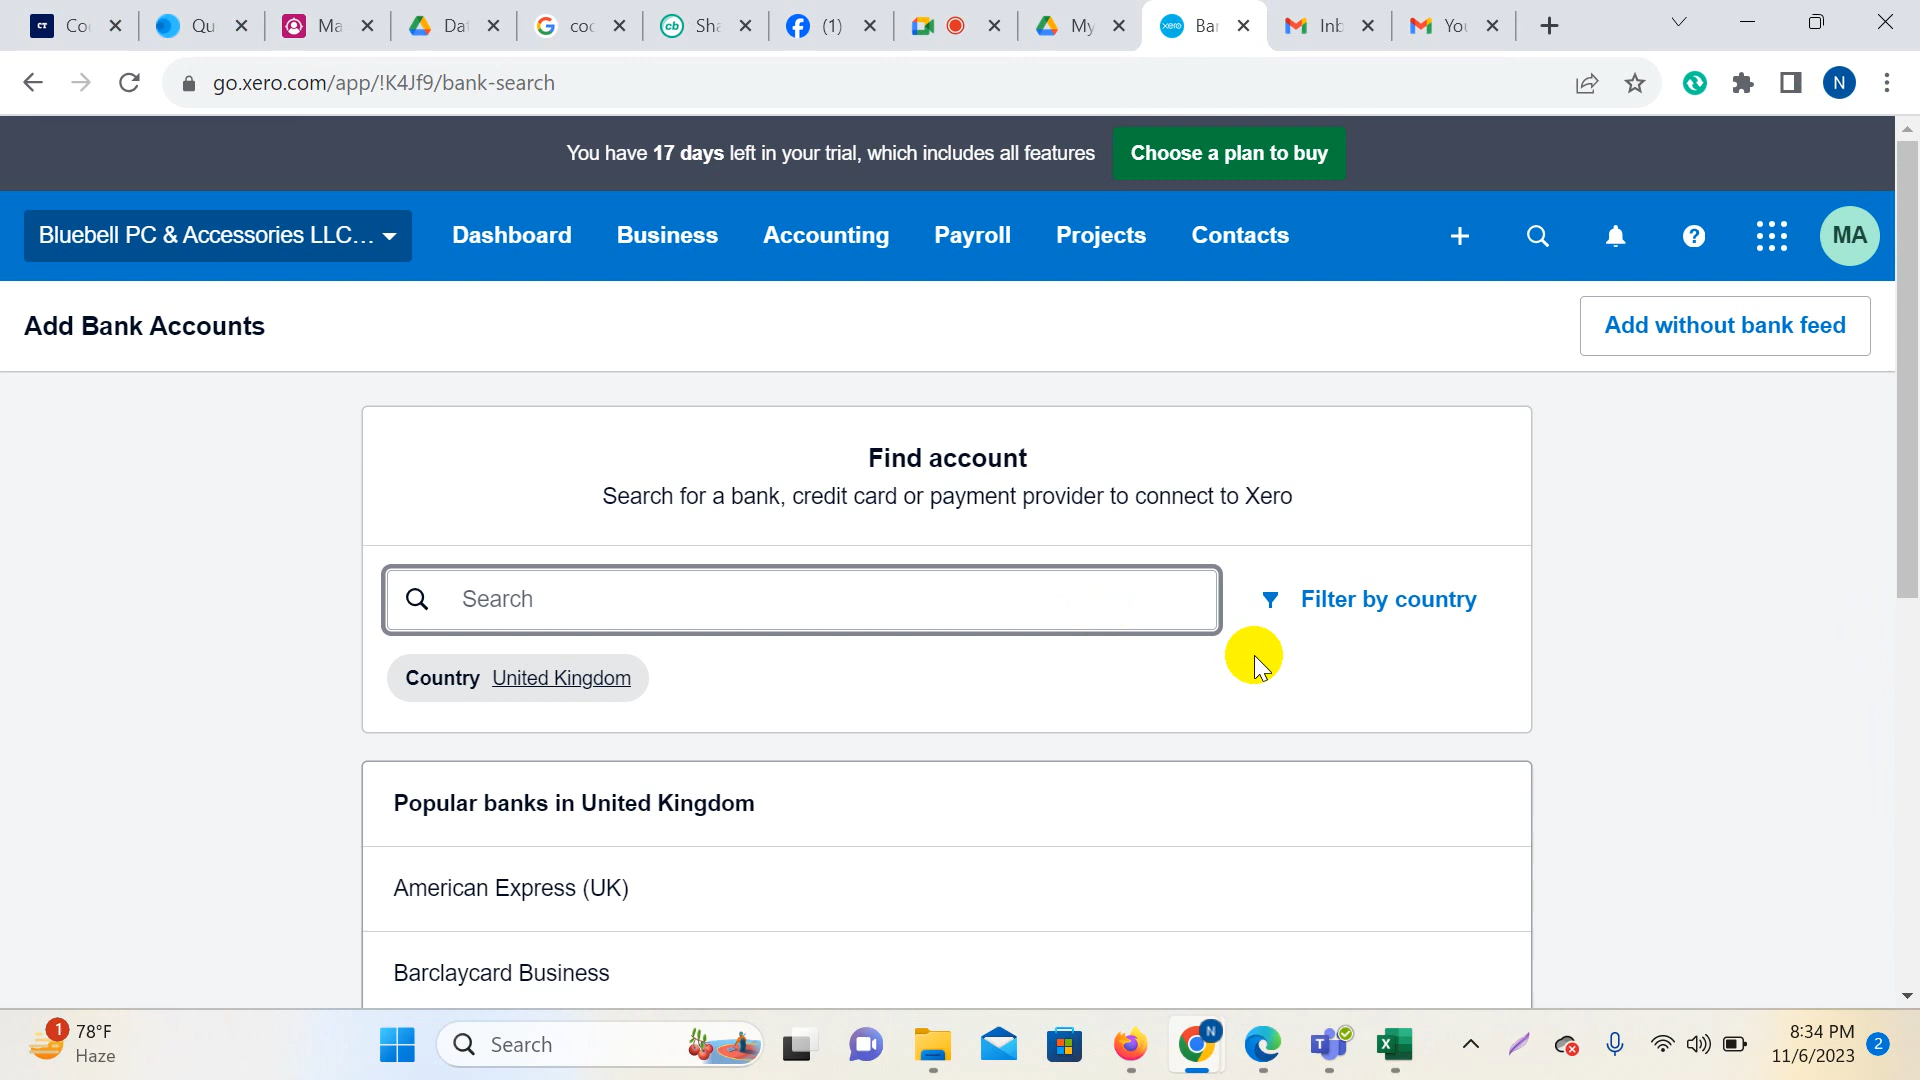 CT Co
Qu
Ma
Dat
coc
cb Sha
(1)
My
xero Bar
Inb
You
go.xero.com/app/!K4Jf9/bank-search
N
You have 17 days left in your trial, which includes all features
Choose a plan to buy
Bluebell PC & Accessories LLC...
Dashboard
Business
Accounting
Payroll
Projects
Contacts
MA
Add Bank Accounts
Add without bank feed
Find account
Search for a bank, credit card or payment provider to connect to Xero
Search
Filter by country
Country United Kingdom
Popular banks in United Kingdom
American Express (UK)
Barclaycard Business
1
78°F
Haze
Search
N
8:34 PM
11/6/2023
2